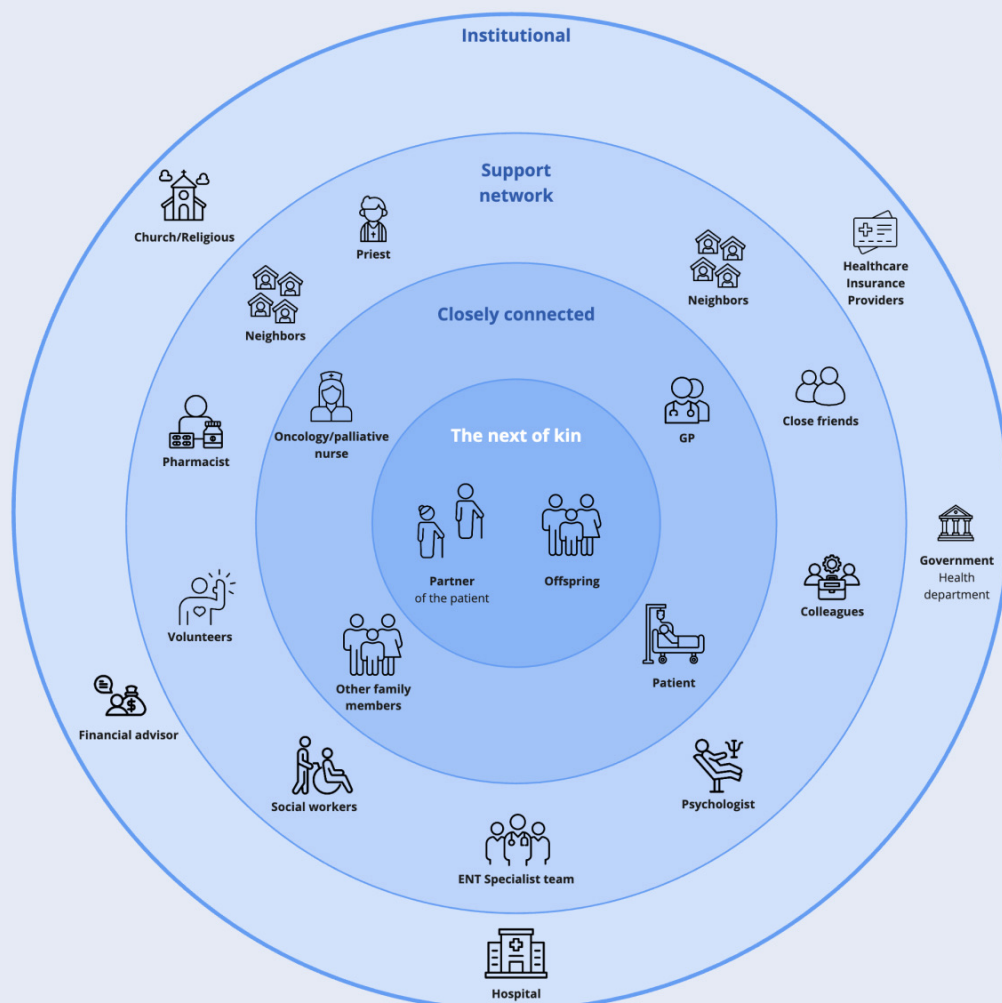 Institutional
Support
network
Church/Religious
Priest
Healthcare
Insurance
Providers
Neighbors
Neighbors
Closely connected
Close friends
Oncology/palliative
nurse
GP
The next of kin
Pharmacist
Government
Health
department
Partner
of the patient
Offspring
Colleagues
Volunteers
Other family
members
Patient
Financial advisor
Social workers
Psychologist
ENT Specialist team
Hospital